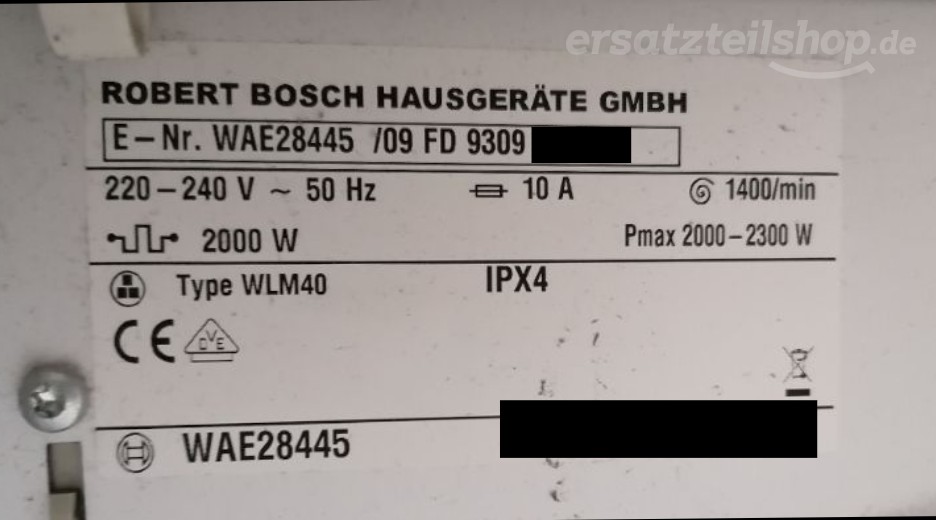 ersatzteilshop.de
ROBERT BOSCH HAUSGERÄTE GMBH
E-Nr. WAE28445 /09 FD 9309
220-240 V ~ 50 Hz 10 A 1400/min
2000 W Pmax 2000-2300 W
Type WLM40 IPX4
CE DVE
WAE28445